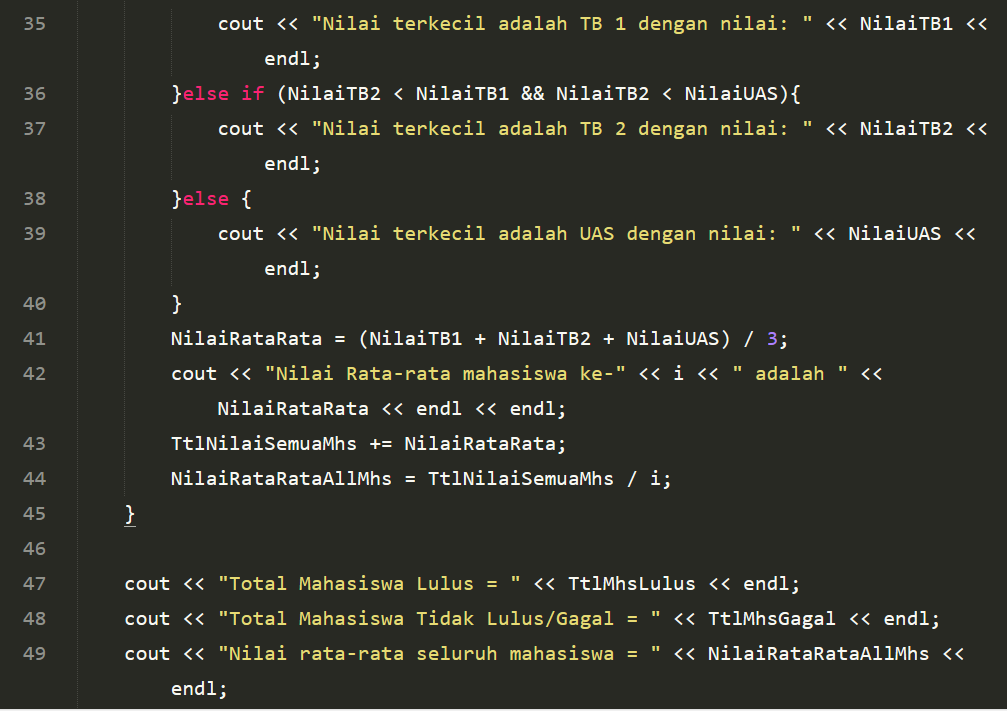 35 cout << "Nilai terkecil adalah TB 1 dengan nilai: " << NilaiTB1 <<
endl;
36 }else if (NilaiTB2 < NilaiTB1 && NilaiTB2 < NilaiUAS){
37 cout << "Nilai terkecil adalah TB 2 dengan nilai: " << NilaiTB2 <<
endl;
38 }else {
39 cout << "Nilai terkecil adalah UAS dengan nilai: " << NilaiUAS <<
endl;
40 }
41 NilaiRataRata = (NilaiTB1 + NilaiTB2 + NilaiUAS) / 3;
42 cout << "Nilai Rata-rata mahasiswa ke-" << i << " adalah " <<
NilaiRataRata << endl << endl;
43 TtlNilaiSemuaMhs += NilaiRataRata;
44 NilaiRataRataAllMhs = TtlNilaiSemuaMhs / i;
45 }
46
47 cout << "Total Mahasiswa Lulus = " << TtlMhsLulus << endl;
48 cout << "Total Mahasiswa Tidak Lulus/Gagal = " << TtlMhsGagal << endl;
49 cout << "Nilai rata-rata seluruh mahasiswa = " << NilaiRataRataAllMhs <<
endl;